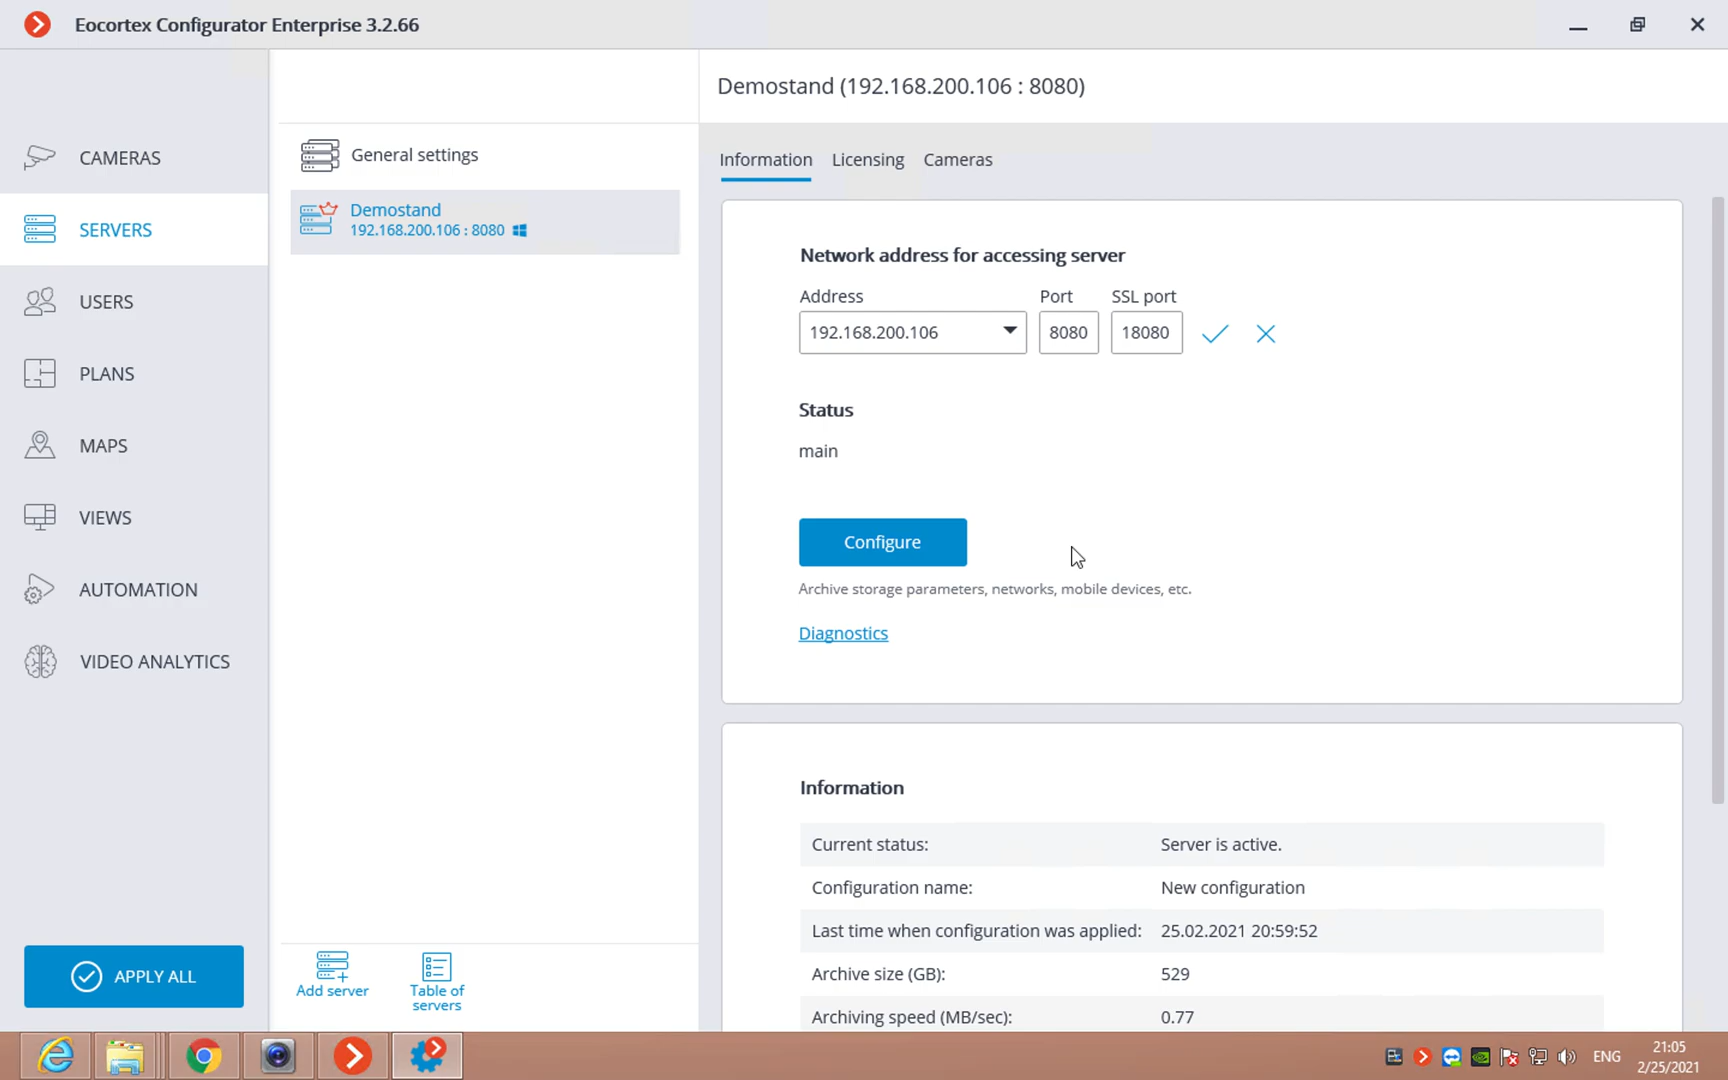 Eocortex Configurator Enterprise 3.2.66
CAMERAS
SERVERS
USERS
PLANS
MAPS
VIEWS
AUTOMATION
VIDEO ANALYTICS
APPLY ALL
General settings
Demostand
192.168.200.106 : 8080
Add server
Table of
servers
Demostand (192.168.200.106 : 8080)
Information Licensing Cameras
Network address for accessing server
Address Port SSL port
192.168.200.106 8080 18080
Status
main
Configure
Archive storage parameters, networks, mobile devices, etc.
Diagnostics
Information
Current status: Server is active.
Configuration name: New configuration
Last time when configuration was applied: 25.02.2021 20:59:52
Archive size (GB): 529
Archiving speed (MB/sec): 0.77
ENG
21:05
2/25/2021